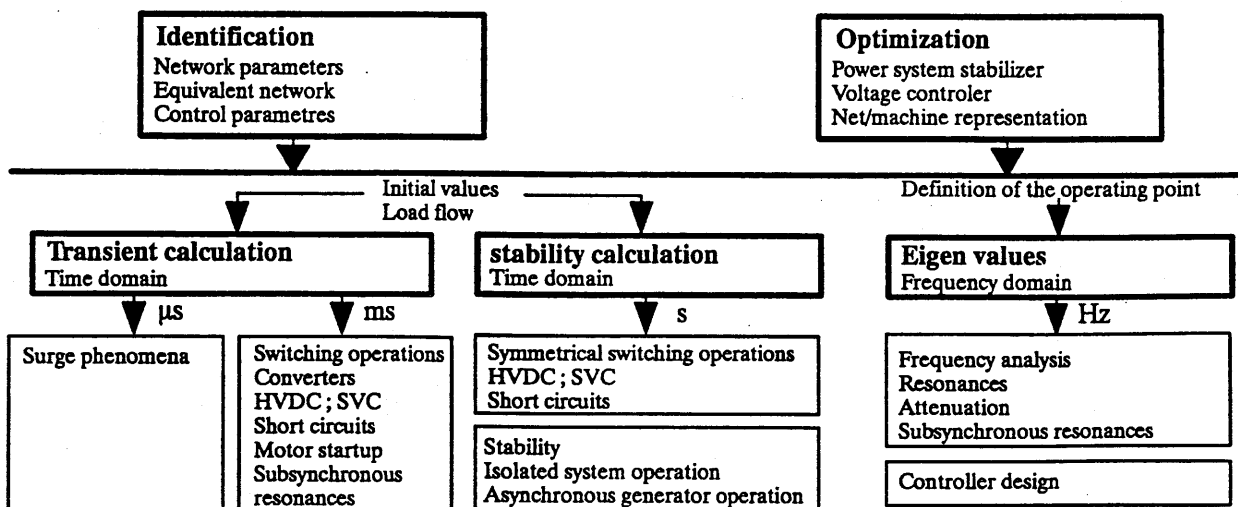 Identification
Network parameters
Equivalent network
Control parametres
Optimization
Power system stabilizer
Voltage controler
Net/machine representation
Initial values
Load flow
Definition of the operating point
Transient calculation
Time domain
stability calculation
Time domain
Eigen values
Frequency domain
μs
ms
s
Hz
Surge phenomena
Switching operations
Converters
HVDC ; SVC
Short circuits
Motor startup
Subsynchronous
resonances
Symmetrical switching operations
HVDC ; SVC
Short circuits
Stability
Isolated system operation
Asynchronous generator operation
Frequency analysis
Resonances
Attenuation
Subsynchronous resonances
Controller design